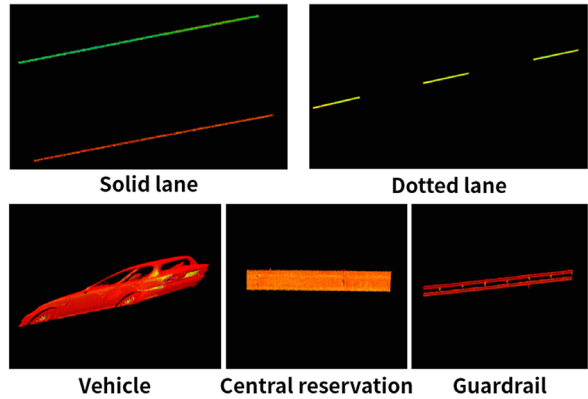 Solid lane
Dotted lane
Vehicle
Central reservation
Guardrail